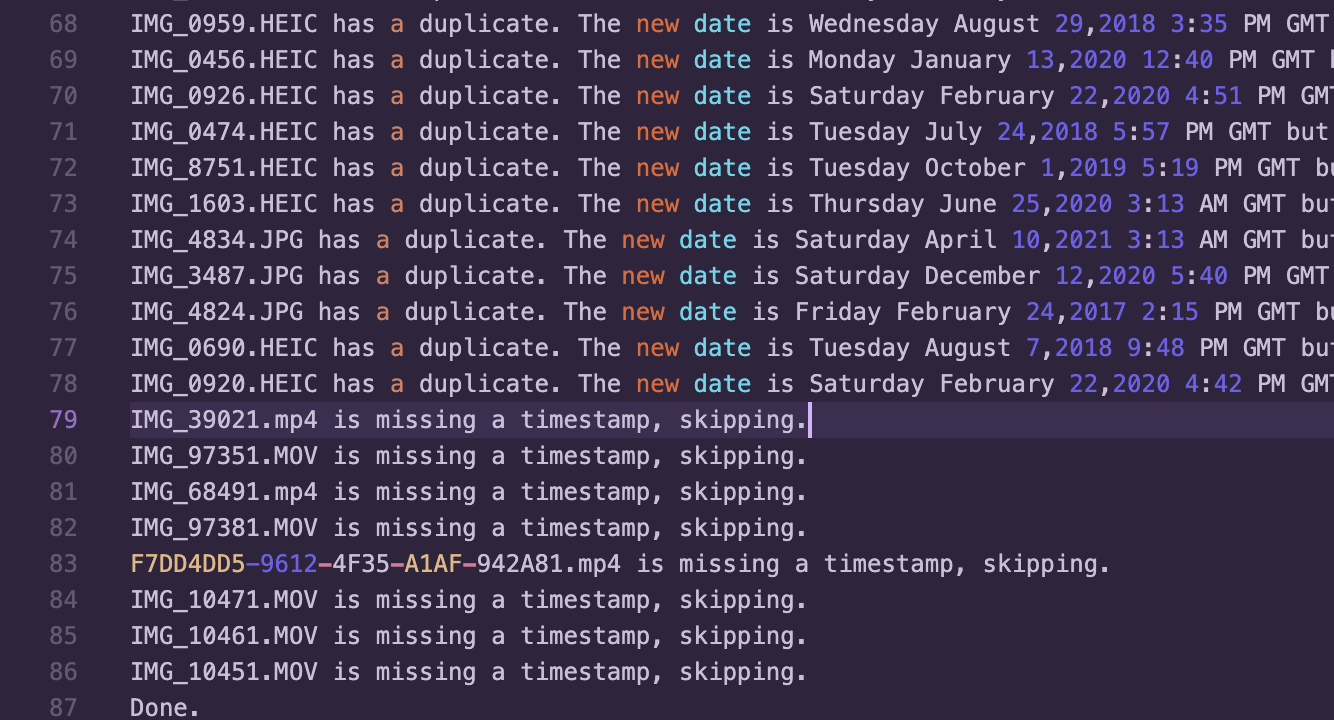 68 IMG_0959.HEIC has a duplicate. The new date is Wednesday August 29,2018 3:35 PM GMT
69 IMG_0456.HEIC has a duplicate. The new date is Monday January 13,2020 12:40 PM GMT
70 IMG_0926.HEIC has a duplicate. The new date is Saturday February 22,2020 4:51 PM GMT
71 IMG_0474.HEIC has a duplicate. The new date is Tuesday July 24,2018 5:57 PM GMT but
72 IMG_8751.HEIC has a duplicate. The new date is Tuesday October 1,2019 5:19 PM GMT bu
73 IMG_1603.HEIC has a duplicate. The new date is Thursday June 25,2020 3:13 AM GMT but
74 IMG_4834.JPG has a duplicate. The new date is Saturday April 10,2021 3:13 AM GMT but
75 IMG_3487.JPG has a duplicate. The new date is Saturday December 12,2020 5:40 PM GMT
76 IMG_4824.JPG has a duplicate. The new date is Friday February 24,2017 2:15 PM GMT bu
77 IMG_0690.HEIC has a duplicate. The new date is Tuesday August 7,2018 9:48 PM GMT but
78 IMG_0920.HEIC has a duplicate. The new date is Saturday February 22,2020 4:42 PM GMT
79 IMG_39021.mp4 is missing a timestamp, skipping.
80 IMG_97351.MOV is missing a timestamp, skipping.
81 IMG_68491.mp4 is missing a timestamp, skipping.
82 IMG_97381.MOV is missing a timestamp, skipping.
83 F7DD4DD5-9612-4F35-A1AF-942A81.mp4 is missing a timestamp, skipping.
84 IMG_10471.MOV is missing a timestamp, skipping.
85 IMG_10461.MOV is missing a timestamp, skipping.
86 IMG_10451.MOV is missing a timestamp, skipping.
87 Done.